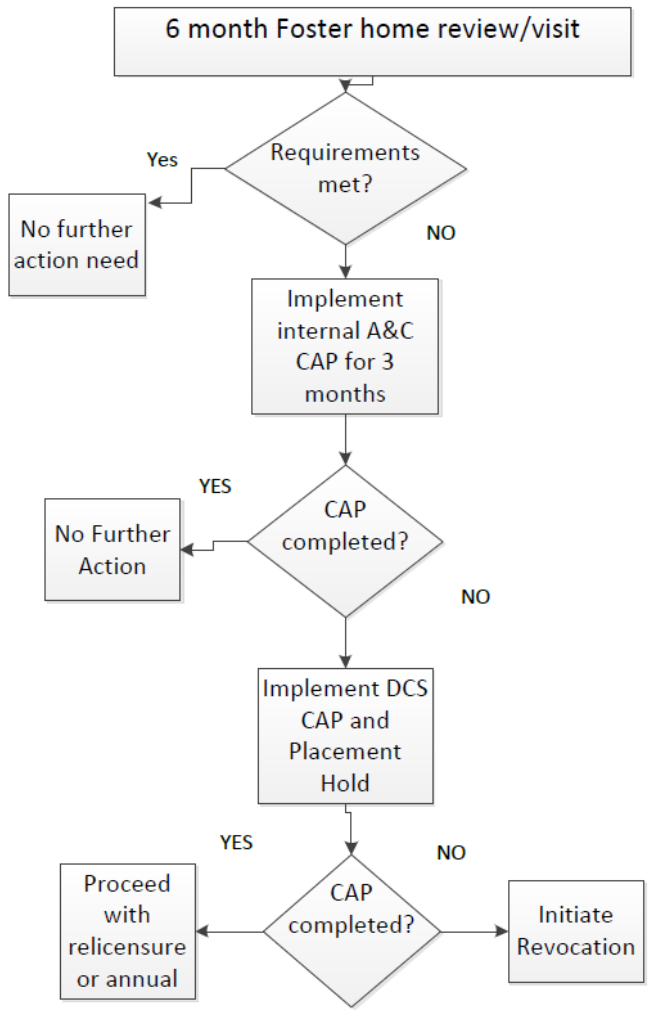 6 month Foster home review/visit
Requirements
met?
Yes
No further
action need
NO
Implement
internal A&C
CAP for 3
months
YES
CAP
completed?
No Further
Action
NO
Implement DCS
CAP and
Placement
Hold
YES
NO
CAP
completed?
Proceed
with
relicensure
or annual
Initiate
Revocation